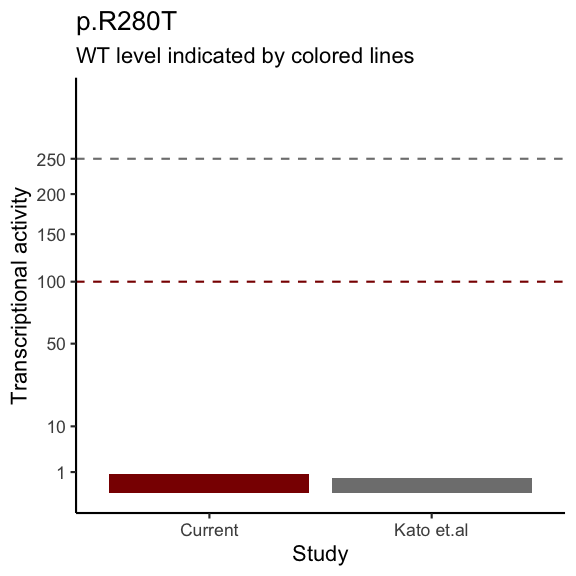 p.R280T
WT level indicated by colored lines
250
200
150
100
50
10
1
Transcriptional activity
Current
Kato et.al
Study